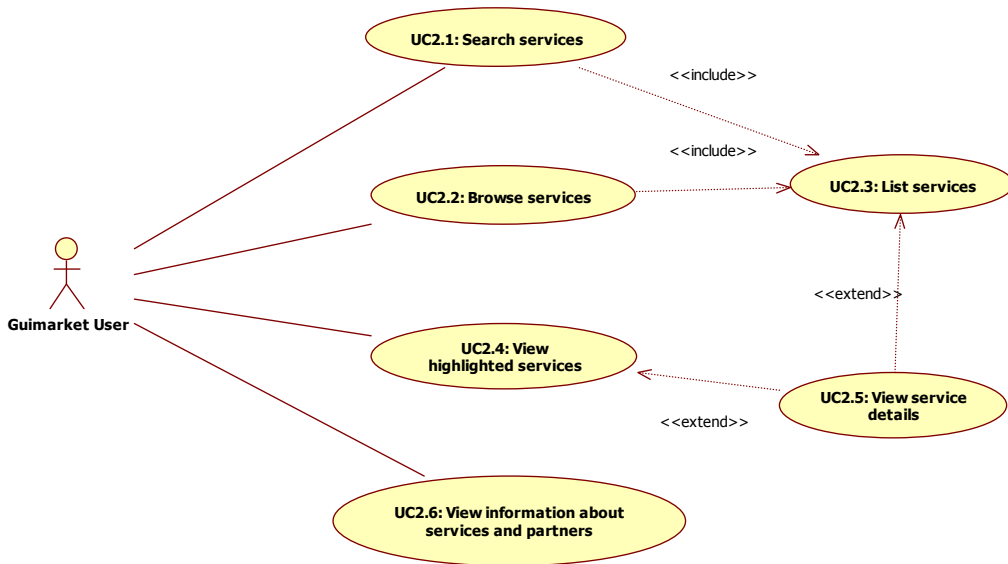 UC2.1: Search services
<<include>>
<<include>>
UC2.3: List services
UC2.2: Browse services
<<extend>>
Guimarket User
UC2.4: View
highlighted services
UC2.5: View service
details
<<extend>>
UC2.6: View information about
services and partners